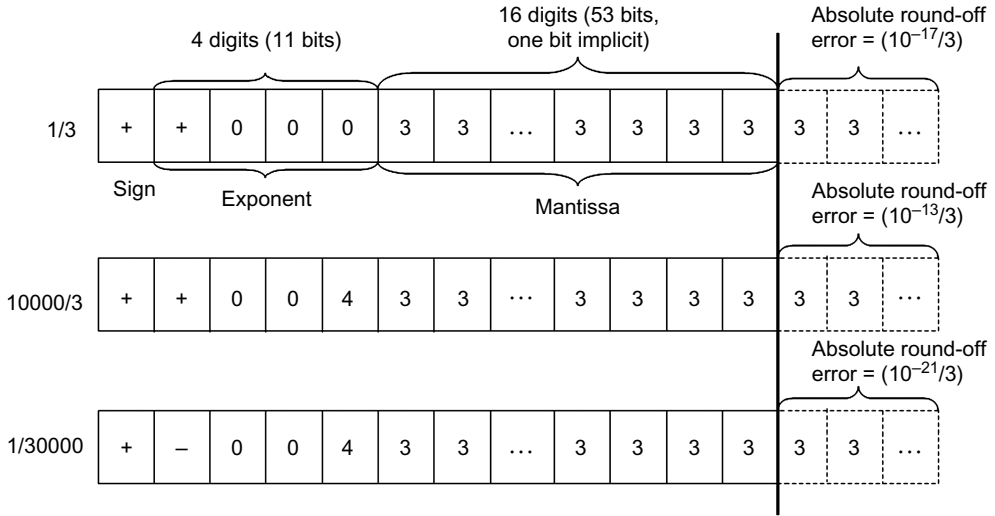 16 digits (53 bits,
one bit implicit)
Absolute round-off
error = (10⁻¹⁷/3)
4 digits (11 bits)
1/3 + + 0 0 0 3 3 ... 3 3 3 3 3 3 ...
Sign
Exponent
Mantissa
Absolute round-off
error = (10⁻¹³/3)
10000/3 + + 0 0 4 3 3 ... 3 3 3 3 3 3 ...
Absolute round-off
error = (10⁻²¹/3)
1/30000 + – 0 0 4 3 3 ... 3 3 3 3 3 3 ...